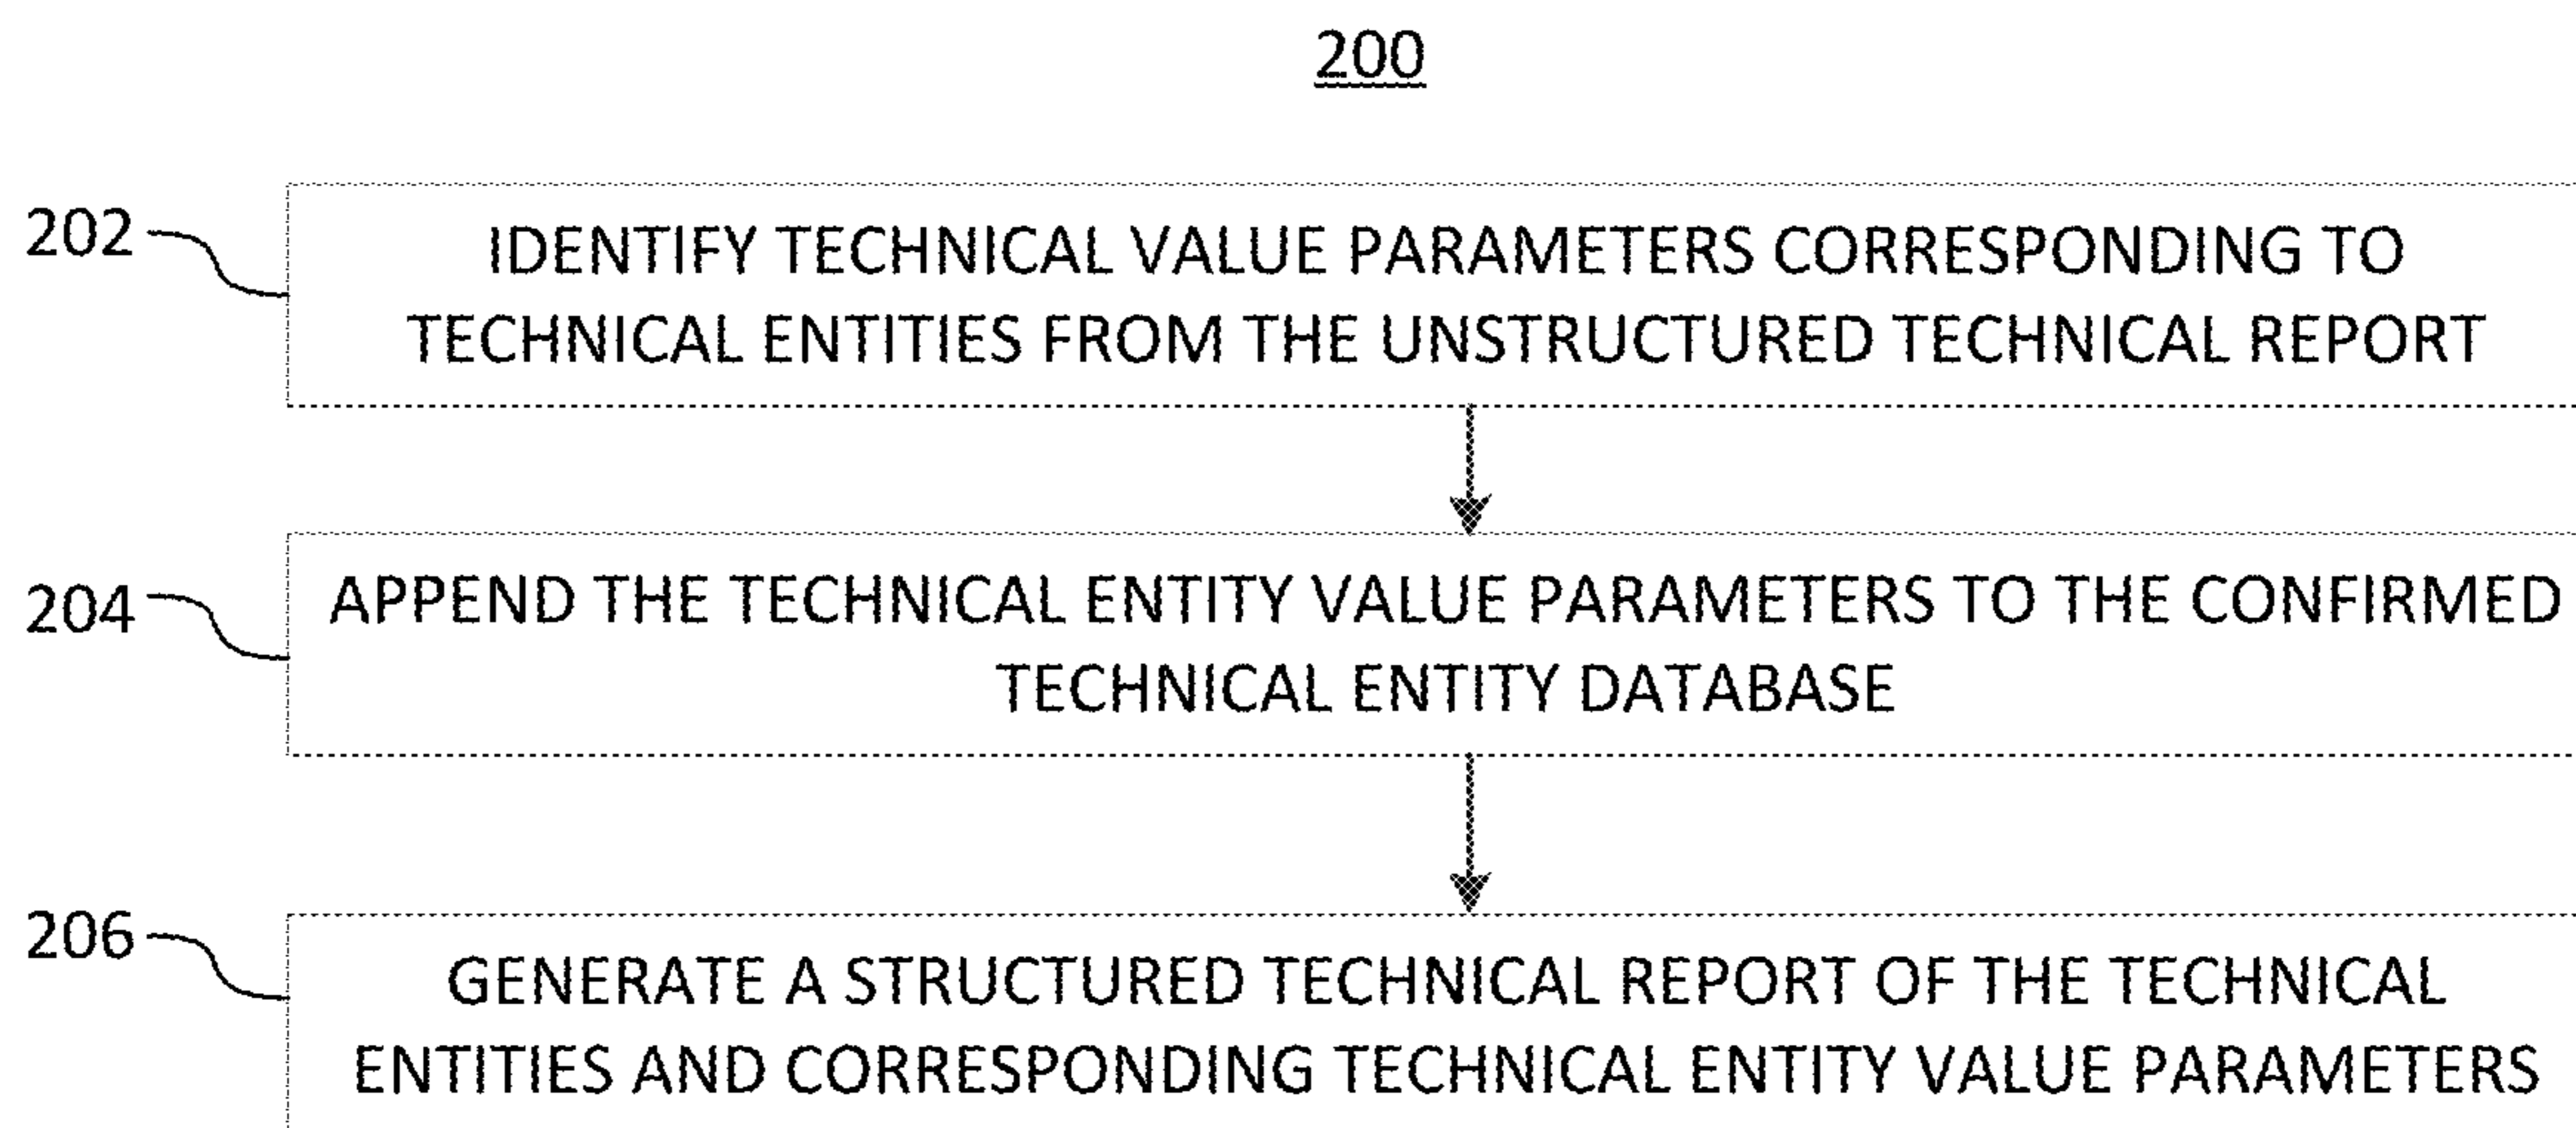 200
202
IDENTIFY TECHNICAL VALUE PARAMETERS CORRESPONDING TO
TECHNICAL ENTITIES FROM THE UNSTRUCTURED TECHNICAL REPORT
204
APPEND THE TECHNICAL ENTITY VALUE PARAMETERS TO THE CONFIRMED
TECHNICAL ENTITY DATABASE
206
GENERATE A STRUCTURED TECHNICAL REPORT OF THE TECHNICAL
ENTITIES AND CORRESPONDING TECHNICAL ENTITY VALUE PARAMETERS